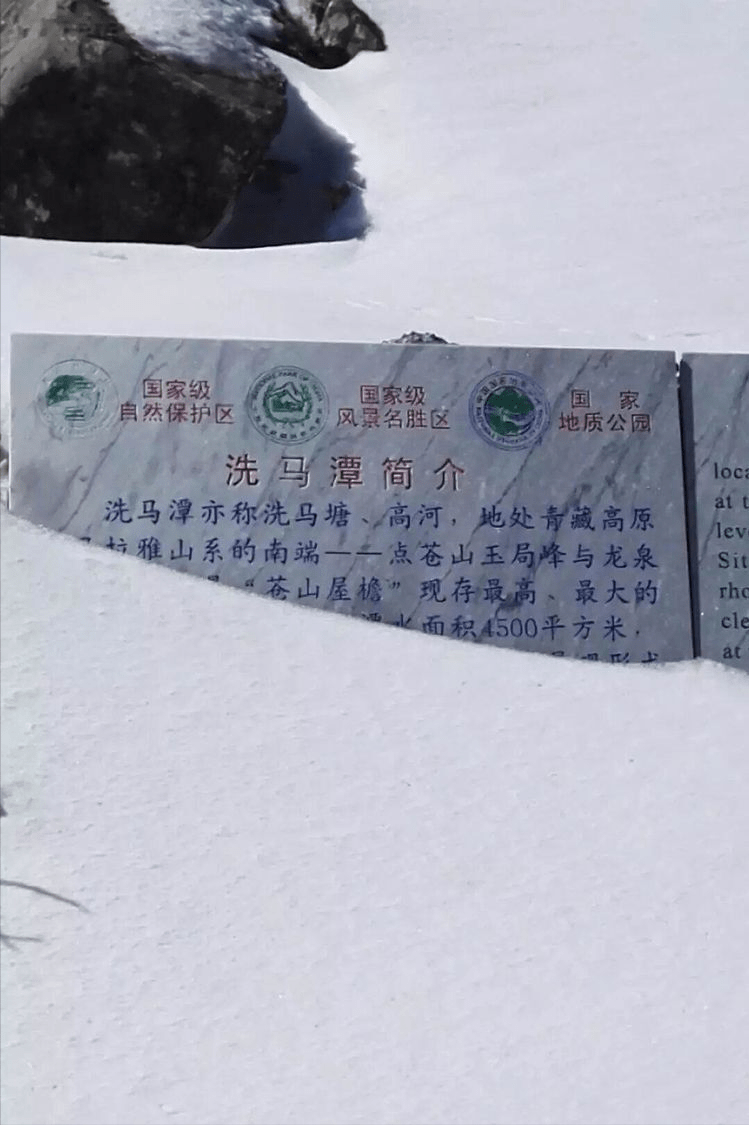 国家级
自然保护区
国家级
风景名胜区
国 家
地质公园
洗马潭简介
洗马潭亦称洗马塘、高河，地处青藏高原
拉雅山系的南端——点苍山玉局峰与龙泉
“苍山屋檐”现存最高、最大的
潭水面积4500平方米，
loca
at t
leve
Sit
rho
cle
at